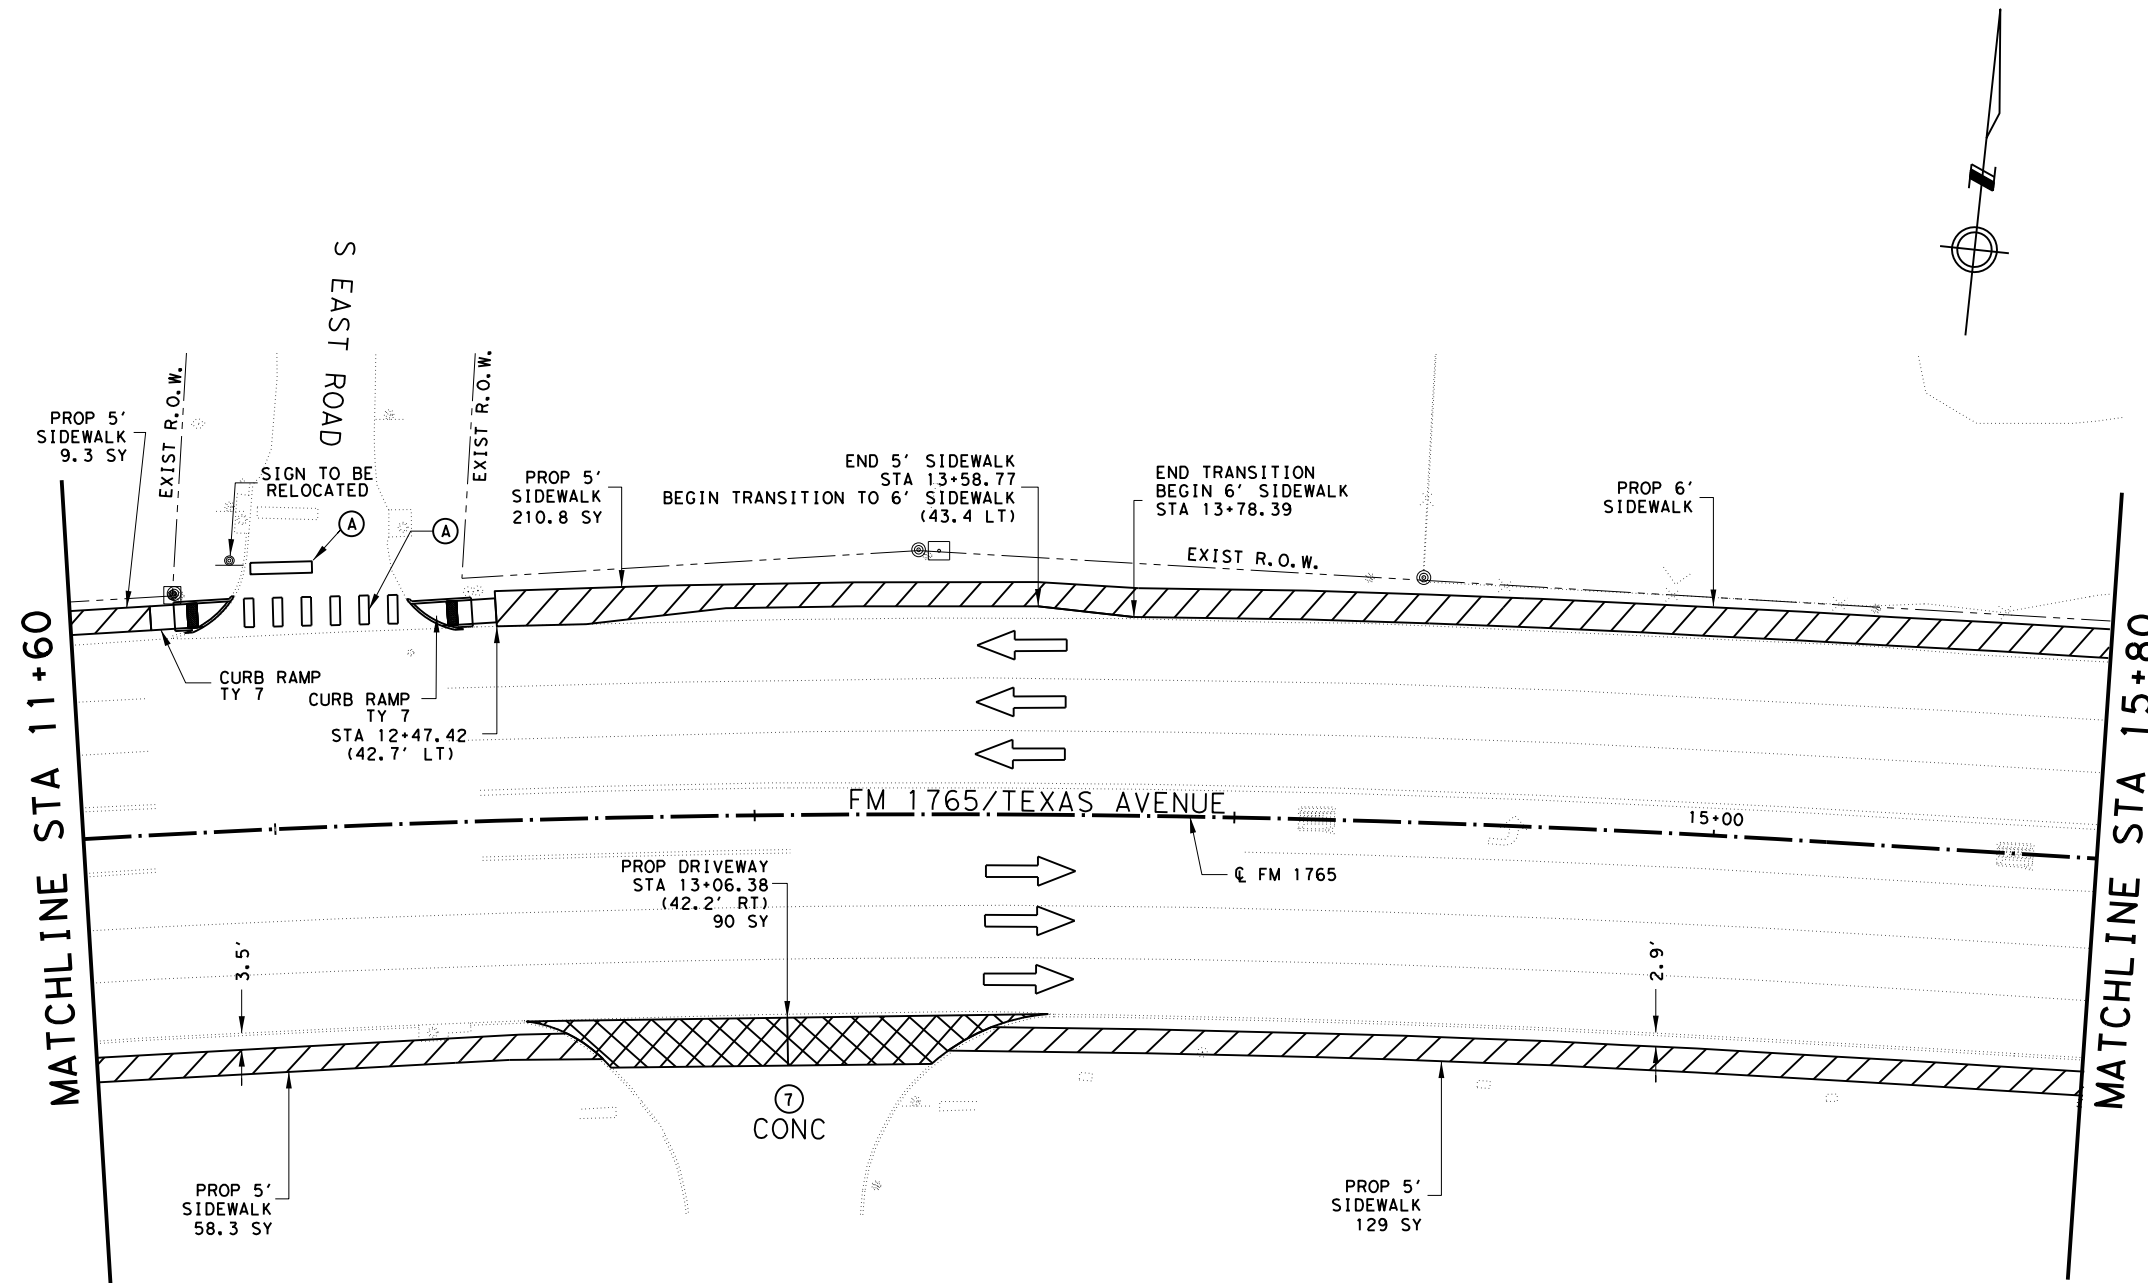 N
S EAST ROAD
EXIST R.O.W.
EXIST R.O.W.
PROP 5'
SIDEWALK
9.3 SY
SIGN TO BE
RELOCATED
A
A
PROP 5'
SIDEWALK
210.8 SY
END 5' SIDEWALK
STA 13+58.77
BEGIN TRANSITION TO 6' SIDEWALK
(43.4 LT)
END TRANSITION
BEGIN 6' SIDEWALK
STA 13+78.39
EXIST R.O.W.
PROP 6'
SIDEWALK
CURB RAMP
TY 7
CURB RAMP
TY 7
STA 12+47.42
(42.7' LT)
MATCHLINE STA 11+60
MATCHLINE STA 15+80
FM 1765/TEXAS AVENUE
15+00
℄ FM 1765
PROP DRIVEWAY
STA 13+06.38
(42.2' RT)
90 SY
3.5'
2.9'
7
CONC
PROP 5'
SIDEWALK
58.3 SY
PROP 5'
SIDEWALK
129 SY